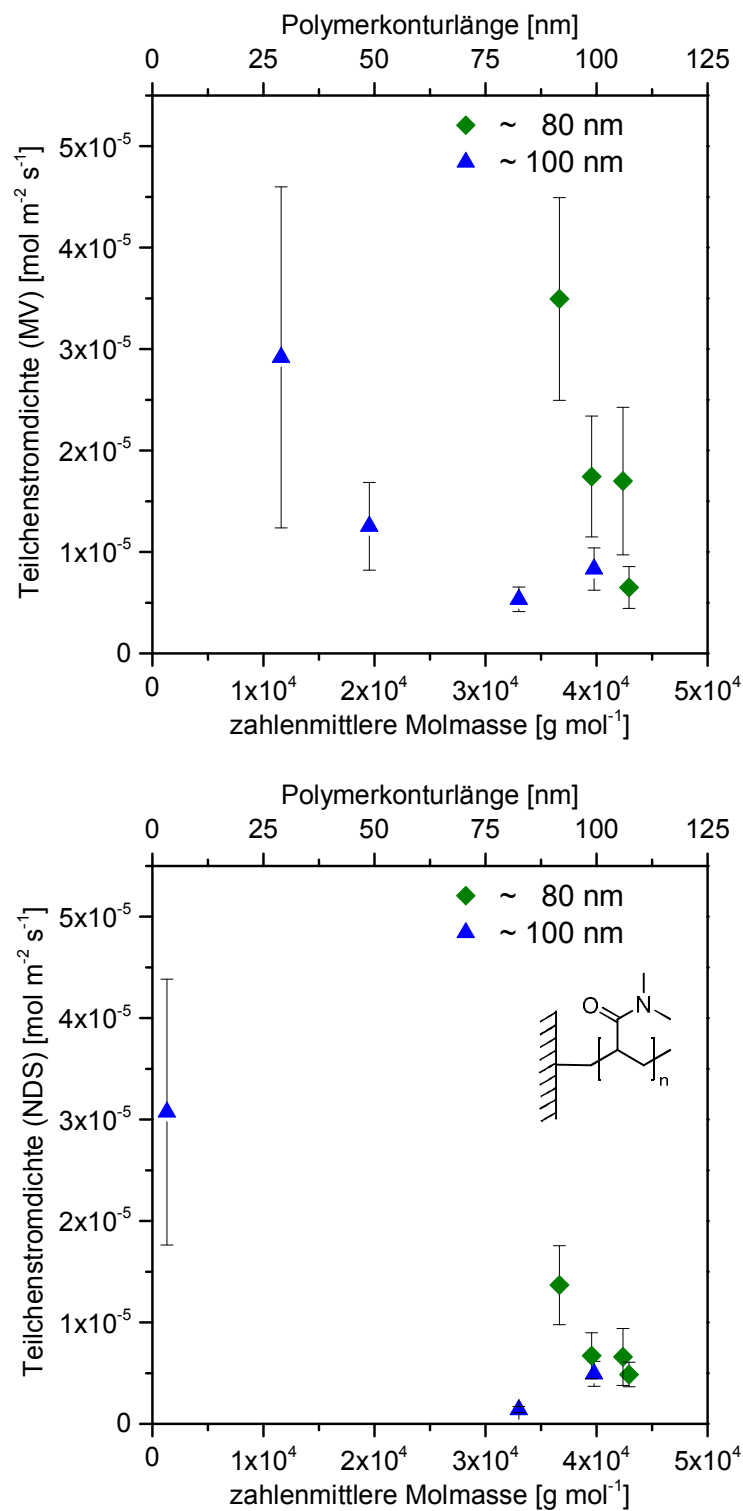 Polymerkonturlänge [nm]
0 25 50 75 100 125
~ 80 nm
~ 100 nm
Teilchenstromdichte (MV) [mol m⁻² s⁻¹]
5x10⁻⁵
4x10⁻⁵
3x10⁻⁵
2x10⁻⁵
1x10⁻⁵
0
0 1x10⁴ 2x10⁴ 3x10⁴ 4x10⁴ 5x10⁴
zahlenmittlere Molmasse [g mol⁻¹]
Polymerkonturlänge [nm]
0 25 50 75 100 125
~ 80 nm
~ 100 nm
Teilchenstromdichte (NDS) [mol m⁻² s⁻¹]
5x10⁻⁵
4x10⁻⁵
3x10⁻⁵
2x10⁻⁵
1x10⁻⁵
0
O N
n
0 1x10⁴ 2x10⁴ 3x10⁴ 4x10⁴ 5x10⁴
zahlenmittlere Molmasse [g mol⁻¹]